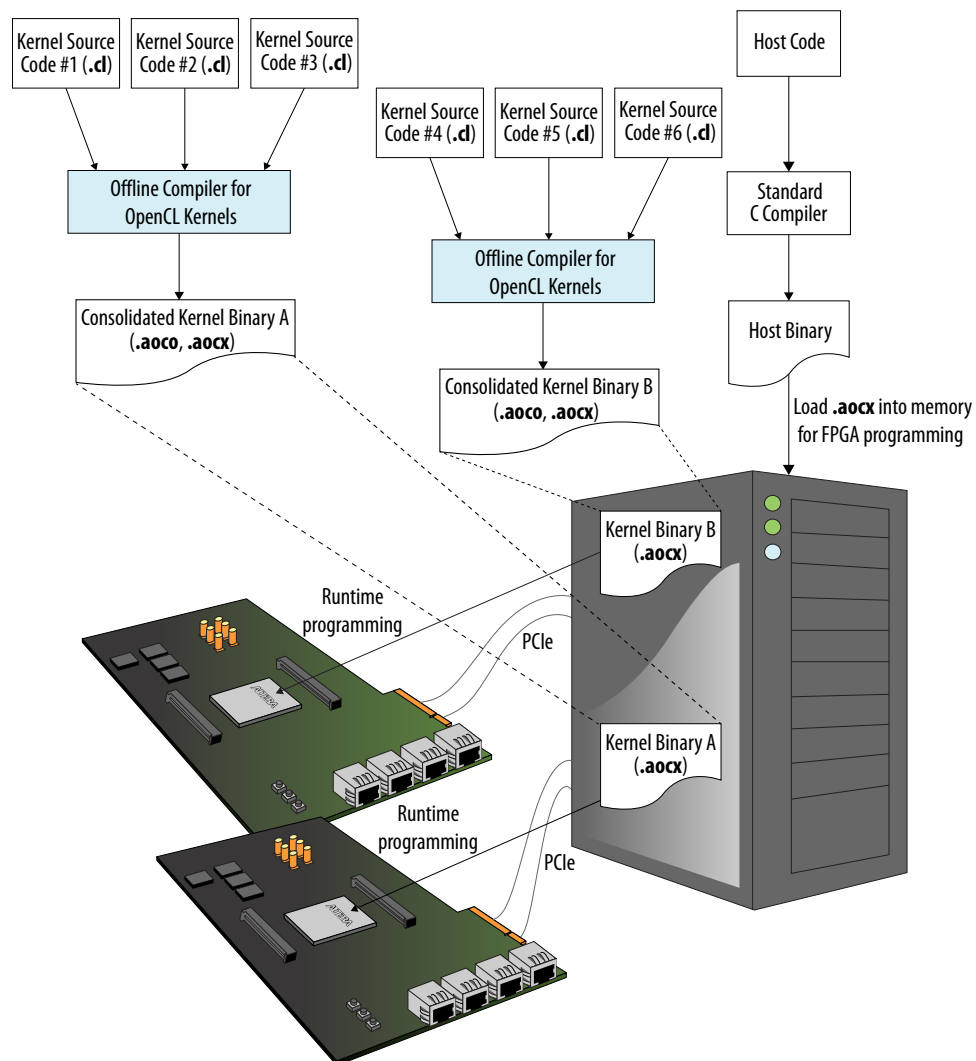 Kernel Source
Code #1 (.cl)
Kernel Source
Code #2 (.cl)
Kernel Source
Code #3 (.cl)
Host Code
Kernel Source
Code #4 (.cl)
Kernel Source
Code #5 (.cl)
Kernel Source
Code #6 (.cl)
Offline Compiler for
OpenCL Kernels
Standard
C Compiler
Offline Compiler for
OpenCL Kernels
Consolidated Kernel Binary A
(.aoco, .aocx)
Host Binary
Consolidated Kernel Binary B
(.aoco, .aocx)
Load .aocx into memory
for FPGA programming
Kernel Binary B
(.aocx)
Runtime
programming
PCIe
ALTERA
Kernel Binary A
(.aocx)
Runtime
programming
PCIe
ALTERA